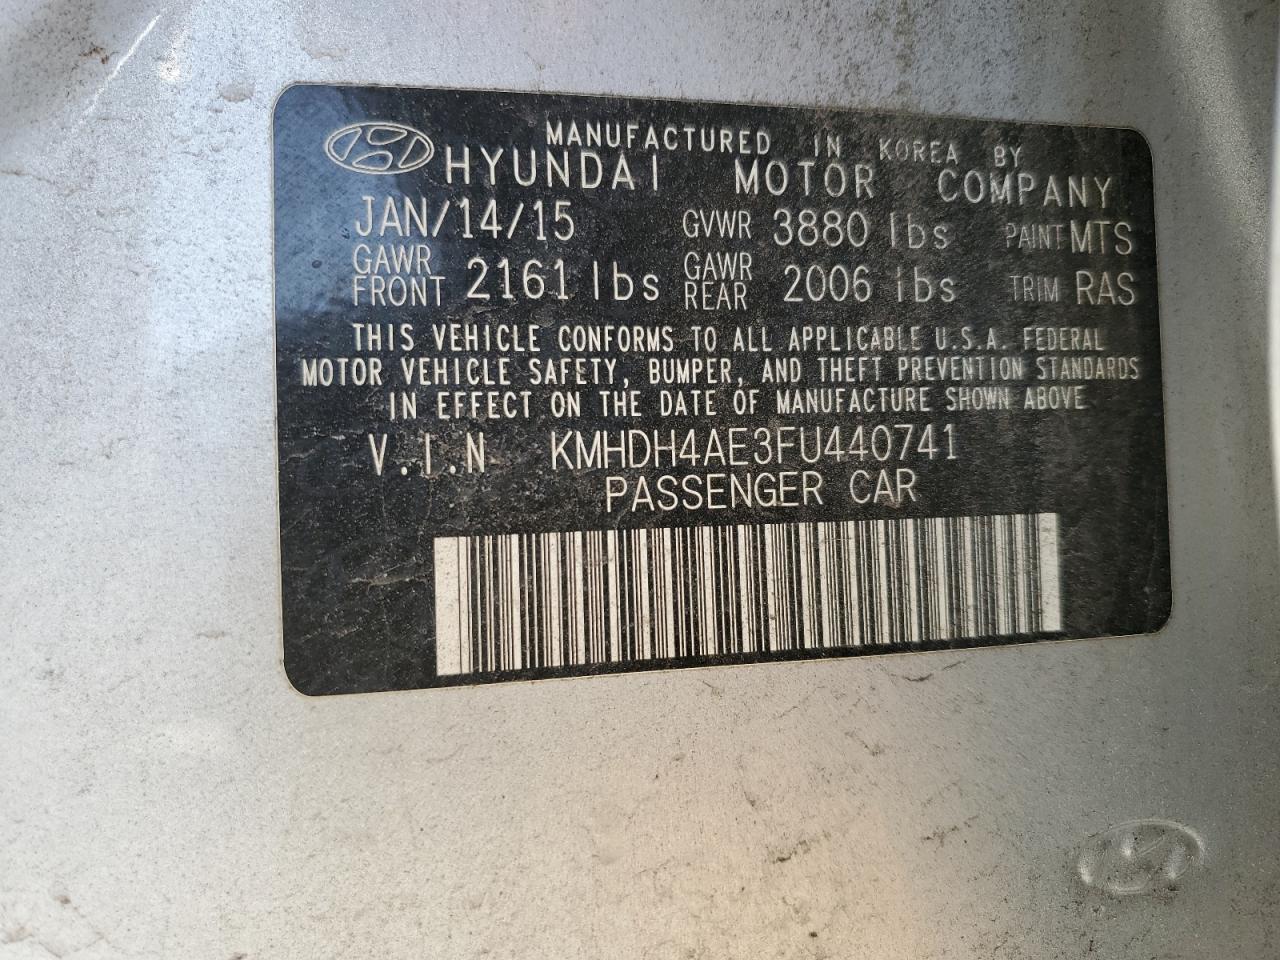 MANUFACTURED IN KOREA BY
HYUNDAI MOTOR COMPANY
JAN/14/15 GVWR 3880 lbs PAINT MTS
GAWR FRONT 2161 lbs GAWR REAR 2006 lbs TRIM RAS
THIS VEHICLE CONFORMS TO ALL APPLICABLE U.S.A. FEDERAL
MOTOR VEHICLE SAFETY, BUMPER, AND THEFT PREVENTION STANDARDS
IN EFFECT ON THE DATE OF MANUFACTURE SHOWN ABOVE
V.I.N KMHDH4AE3FU440741
PASSENGER CAR